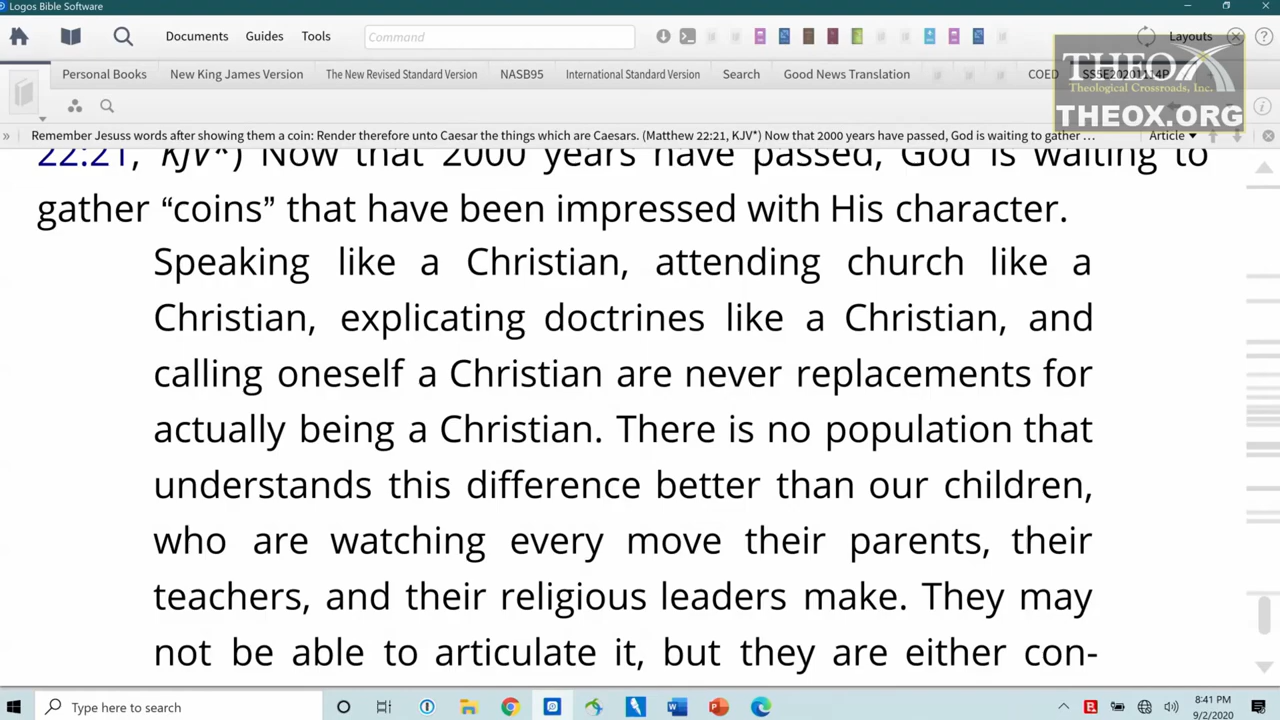 Logos Bible Software
Documents Guides Tools Command Layouts
Personal Books New King James Version The New Revised Standard Version NASB95 International Standard Version Search Good News Translation COED SSSE20201114P
THEO
Theological Crossroads, Inc.
THEOX.ORG
» Remember Jesuss words after showing them a coin: Render therefore unto Caesar the things which are Caesars. (Matthew 22:21, KJV*) Now that 2000 years have passed, God is waiting to gather … Article
22:21, KJV*) Now that 2000 years have passed, God is waiting to
gather “coins” that have been impressed with His character.
Speaking like a Christian, attending church like a
Christian, explicating doctrines like a Christian, and
calling oneself a Christian are never replacements for
actually being a Christian. There is no population that
understands this difference better than our children,
who are watching every move their parents, their
teachers, and their religious leaders make. They may
not be able to articulate it, but they are either con-
Type here to search
8:41 PM
9/2/2020